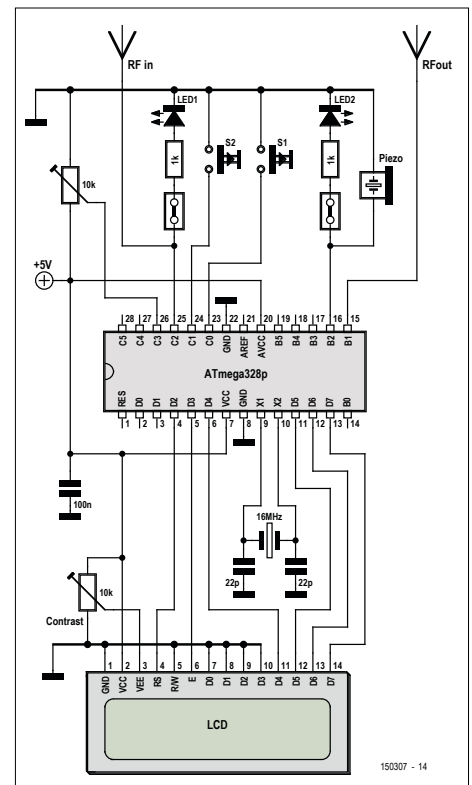 RF in
RFout
LED1
LED2
S2
S1
1k
1k
Piezo
10k
+5V
28 27 26 25 24 23 22 21 20 19 18 17 16 15
C5 C4 C3 C2 C1 C0 GND AREF AVCC B5 B4 B3 B2 B1
ATmega328p
RES D0 D1 D2 D3 D4 VCC GND X1 X2 D5 D6 D7 B0
1 2 3 4 5 6 7 8 9 10 11 12 13 14
100n
16MHz
22p
22p
10k
Contrast
1 2 3 4 5 6 7 8 9 10 11 12 13 14
GND VCC VEE RS R/W E D0 D1 D2 D3 D4 D5 D6 D7
LCD
150307 - 14